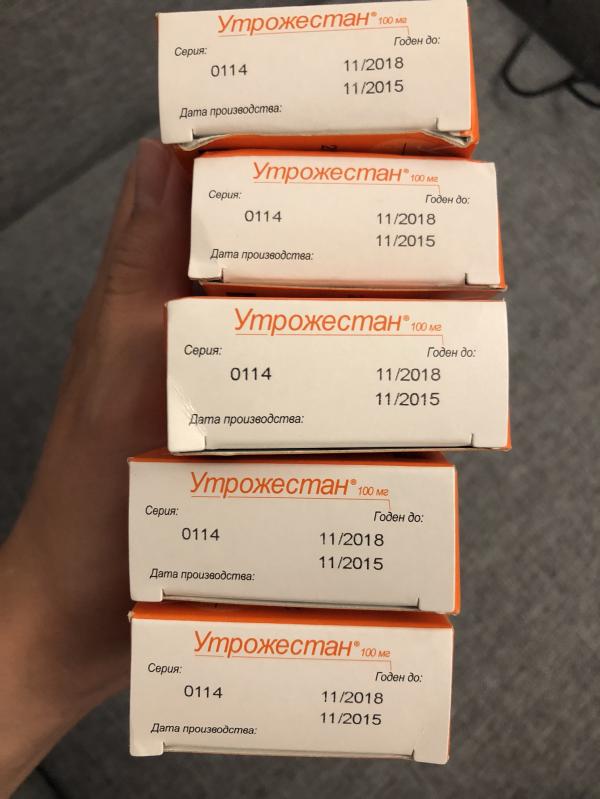 Утрожестан® 100 мг
Серия: Годен до:
0114 11/2018
11/2015
Дата производства:
Утрожестан® 100 мг
Серия: Годен до:
0114 11/2018
11/2015
Дата производства:
Утрожестан® 100 мг
Серия: Годен до:
0114 11/2018
11/2015
Дата производства:
Утрожестан® 100 мг
Серия: Годен до:
0114 11/2018
11/2015
Дата производства:
Утрожестан® 100 мг
Серия: Годен до:
0114 11/2018
11/2015
Дата производства: